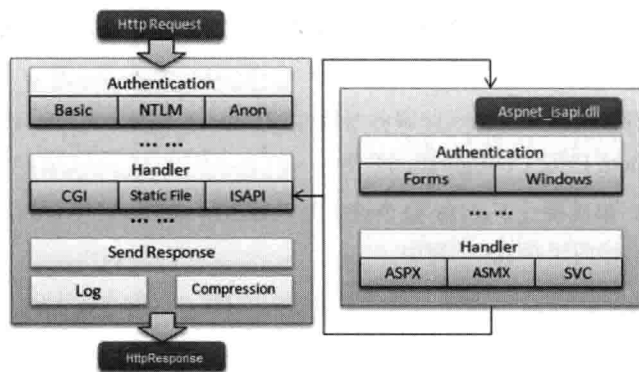 Http Request
Authentication
Basic NTLM Anon
... ...
Handler
CGI Static File ISAPI
... ...
Send Response
Log Compression
HttpResponse
Aspnet_isapi.dll
Authentication
Forms Windows
... ...
Handler
ASPX ASMX SVC